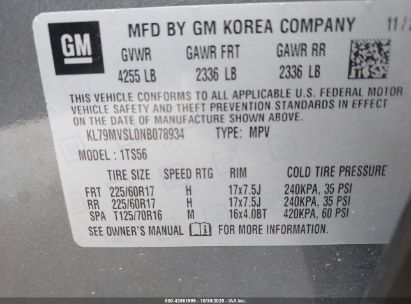 GM
MFD BY GM KOREA COMPANY 11/
GVWR GAWR FRT GAWR RR
4255 LB 2336 LB 2336 LB
THIS VEHICLE CONFORMS TO ALL APPLICABLE U.S. FEDERAL MOTOR
VEHICLE SAFETY AND THEFT PREVENTION STANDARDS IN EFFECT
ON THE DATE OF MANUFACTURE SHOWN ABOVE.
KL79MVSL0NB078934 TYPE: MPV
MODEL: 1TS56
TIRE SIZE SPEED RTG RIM COLD TIRE PRESSURE
FRT 225/60R17 H 17x7.5J 240KPA, 35 PSI
RR 225/60R17 H 17x7.5J 240KPA, 35 PSI
SPA T125/70R16 M 16x4.0BT 420KPA, 60 PSI
SEE OWNER'S MANUAL FOR MORE INFORMATION.